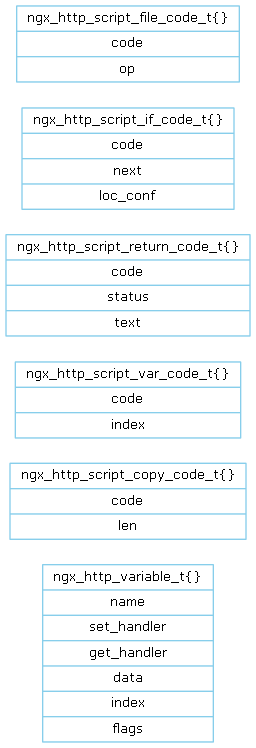 ngx_http_script_file_code_t{}
code
op
ngx_http_script_if_code_t{}
code
next
loc_conf
ngx_http_script_return_code_t{}
code
status
text
ngx_http_script_var_code_t{}
code
index
ngx_http_script_copy_code_t{}
code
len
ngx_http_variable_t{}
name
set_handler
get_handler
data
index
flags